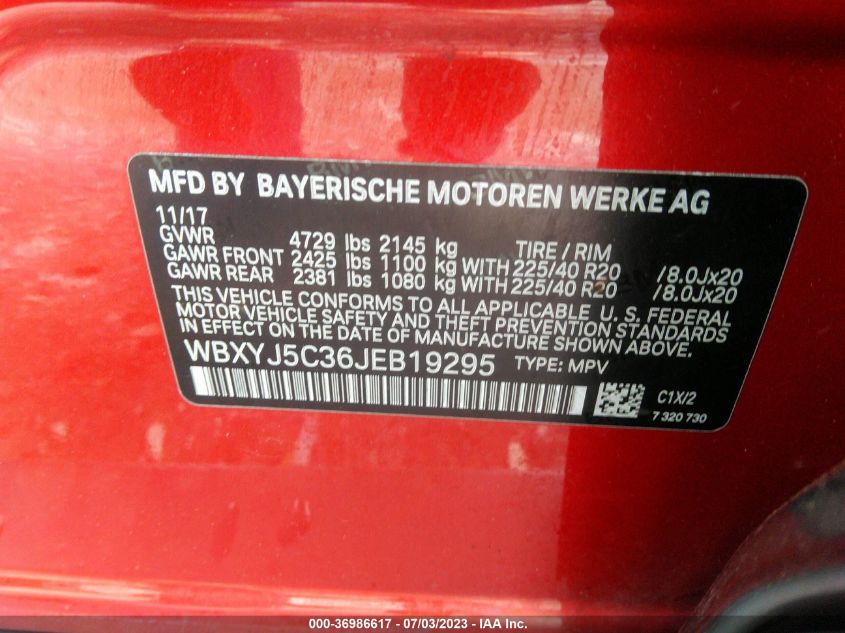 MFD BY BAYERISCHE MOTOREN WERKE AG
11/17
GVWR 4729 lbs 2145 kg TIRE / RIM
GAWR FRONT 2425 lbs 1100 kg WITH 225/40 R20 /8.0Jx20
GAWR REAR 2381 lbs 1080 kg WITH 225/40 R20 /8.0Jx20
THIS VEHICLE CONFORMS TO ALL APPLICABLE U. S. FEDERAL
MOTOR VEHICLE SAFETY AND THEFT PREVENTION STANDARDS
IN EFFECT ON THE DATE OF MANUFACTURE SHOWN ABOVE.
WBXYJ5C36JEB19295 TYPE: MPV
C1X/2
7 320 730
000-36986617 - 07/03/2023 - IAA Inc.